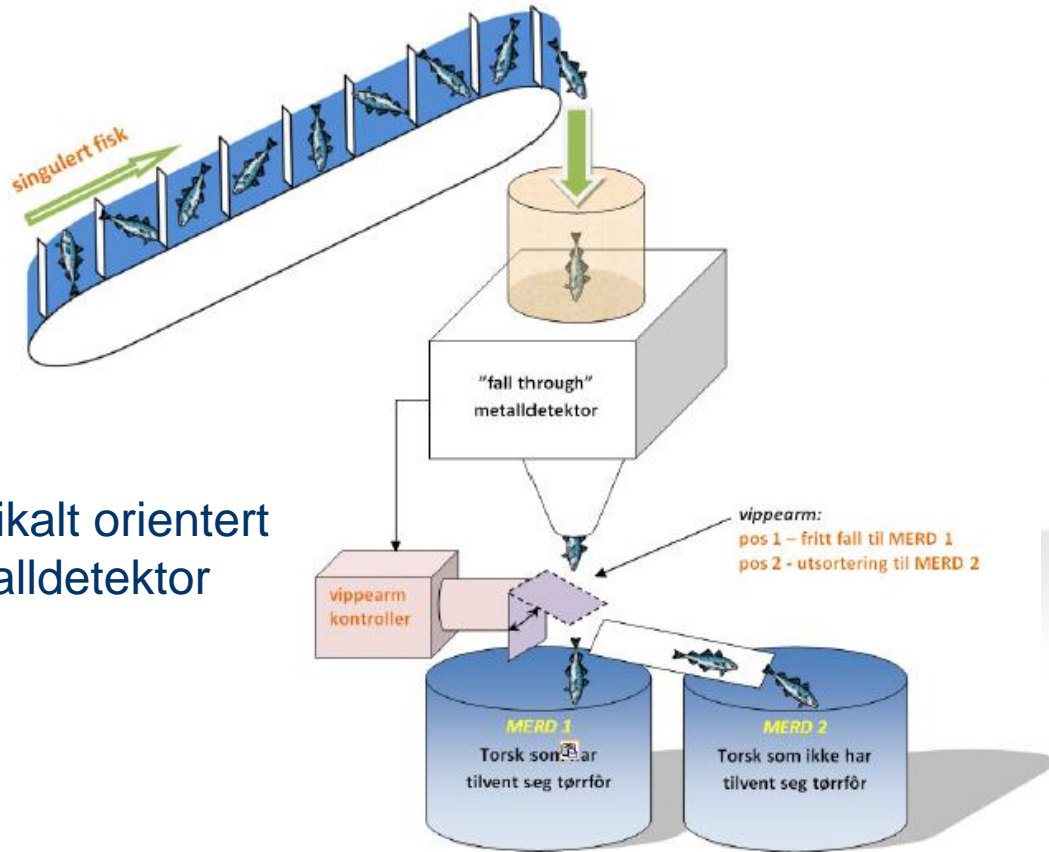 singulert fisk
"fall through"
metalldetektor
ikalt orientert
alldetektor
vippearm:
pos 1 – fritt fall til MERD 1
pos 2 - utsortering til MERD 2
vippearm
kontroller
MERD 1
Torsk som ar
tilvent seg tørrfôr
MERD 2
Torsk som ikke har
tilvent seg tørrfôr